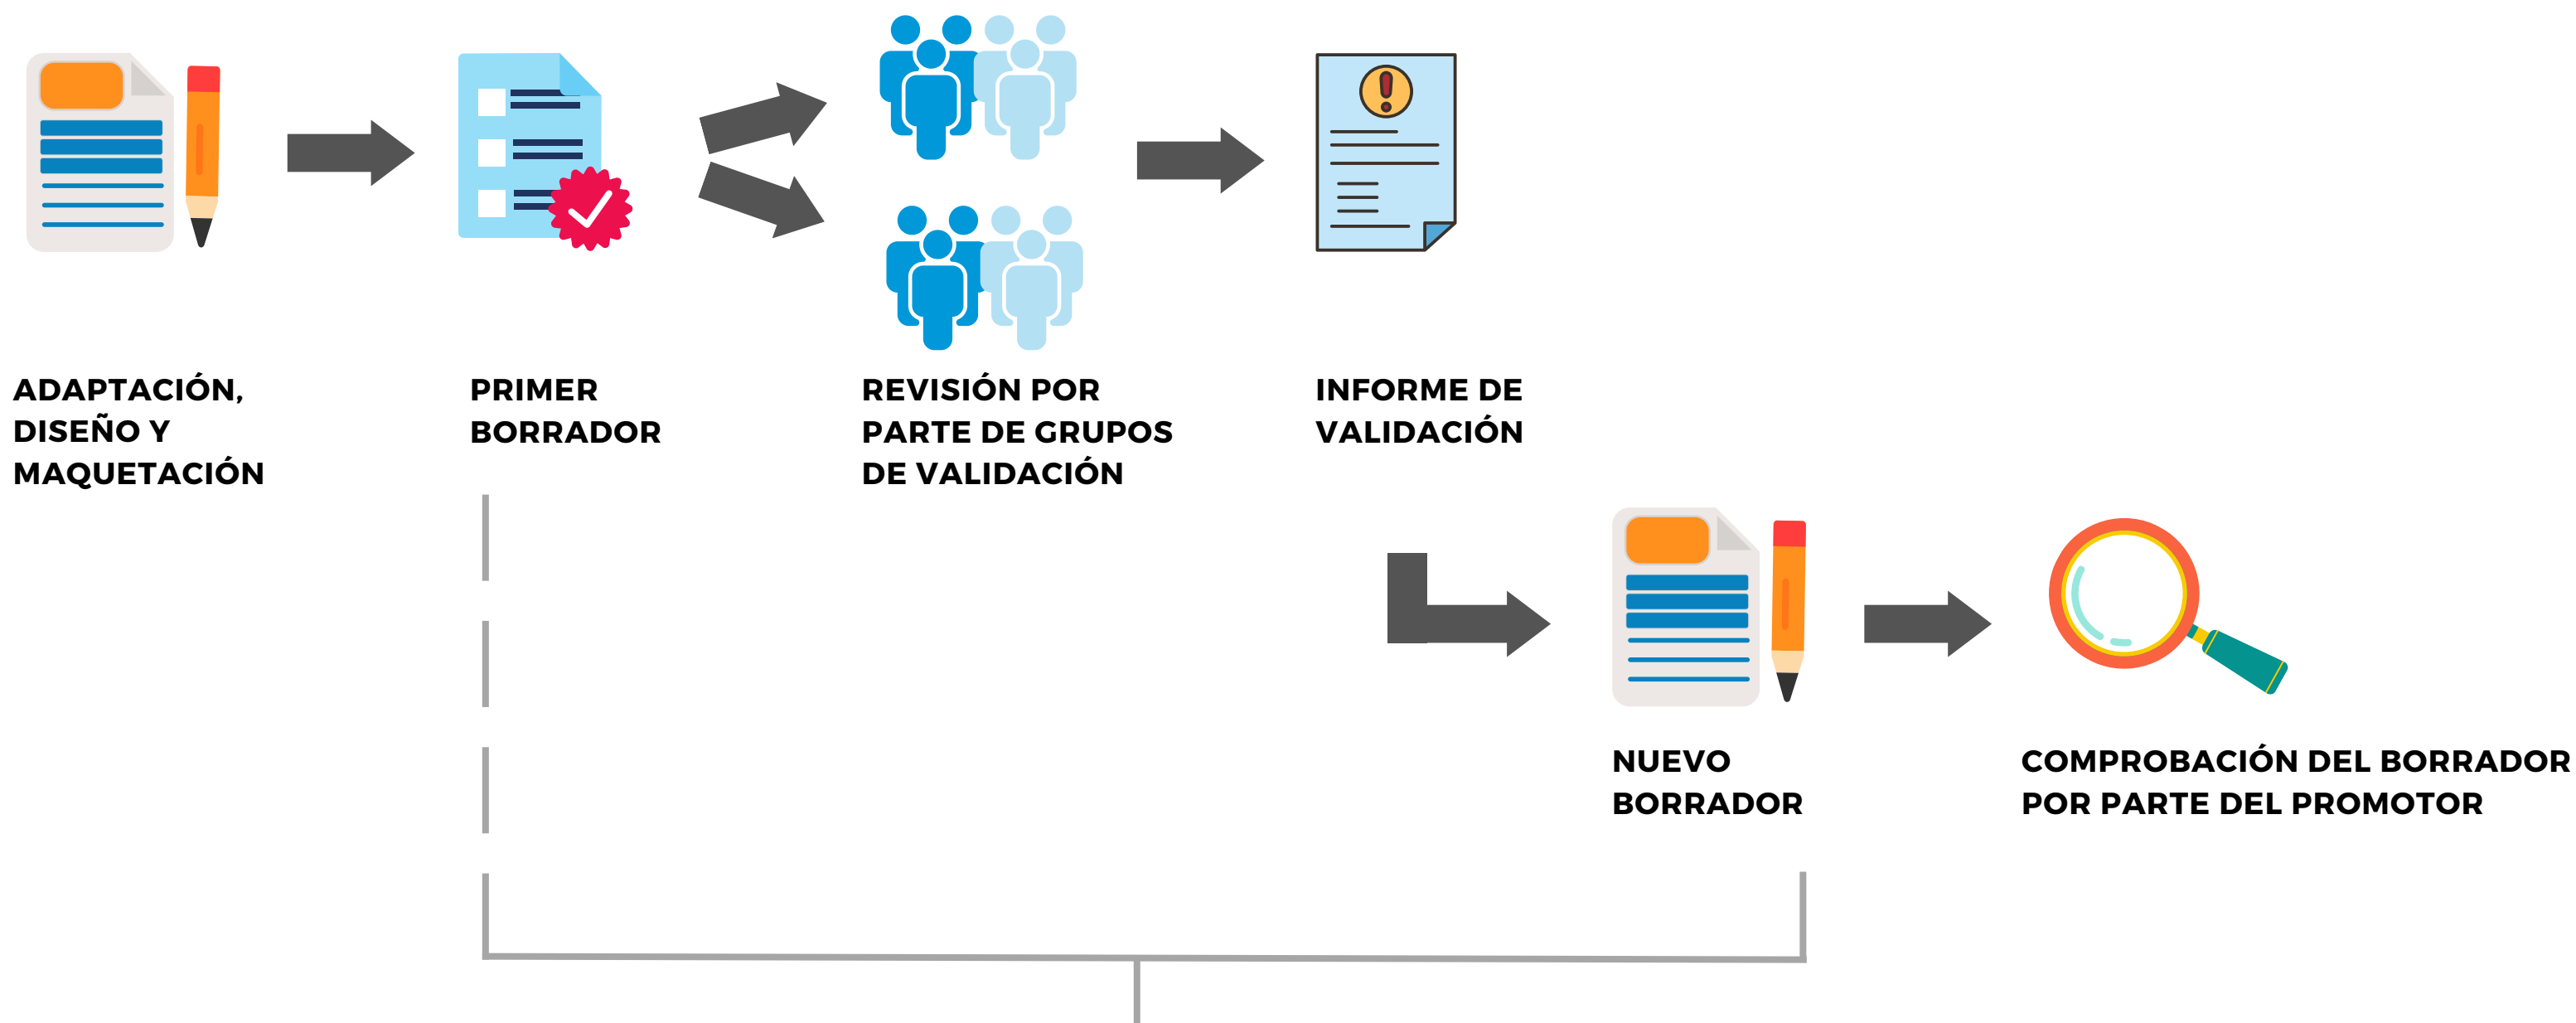 ADAPTACIÓN,
DISEÑO Y
MAQUETACIÓN
PRIMER
BORRADOR
REVISIÓN POR
PARTE DE GRUPOS
DE VALIDACIÓN
INFORME DE
VALIDACIÓN
NUEVO
BORRADOR
COMPROBACIÓN DEL BORRADOR
POR PARTE DEL PROMOTOR